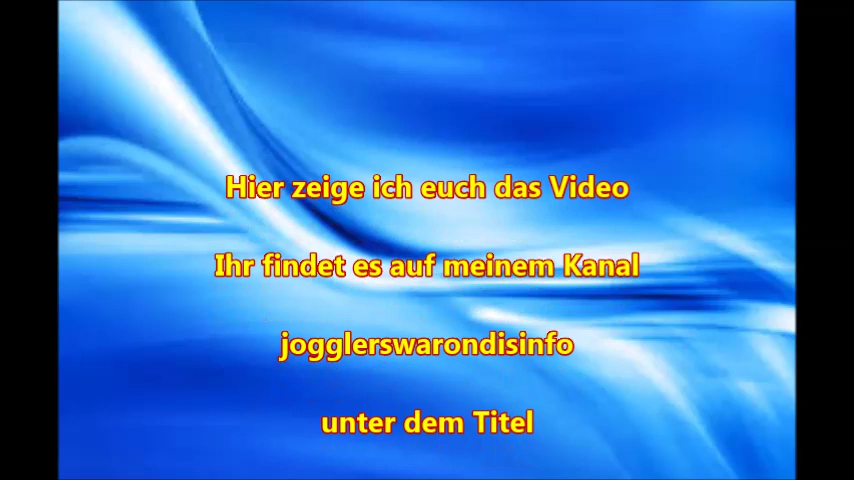 Hier zeige ich euch das Video
Ihr findet es auf meinem Kanal
jogglerswarondisinfo
unter dem Titel